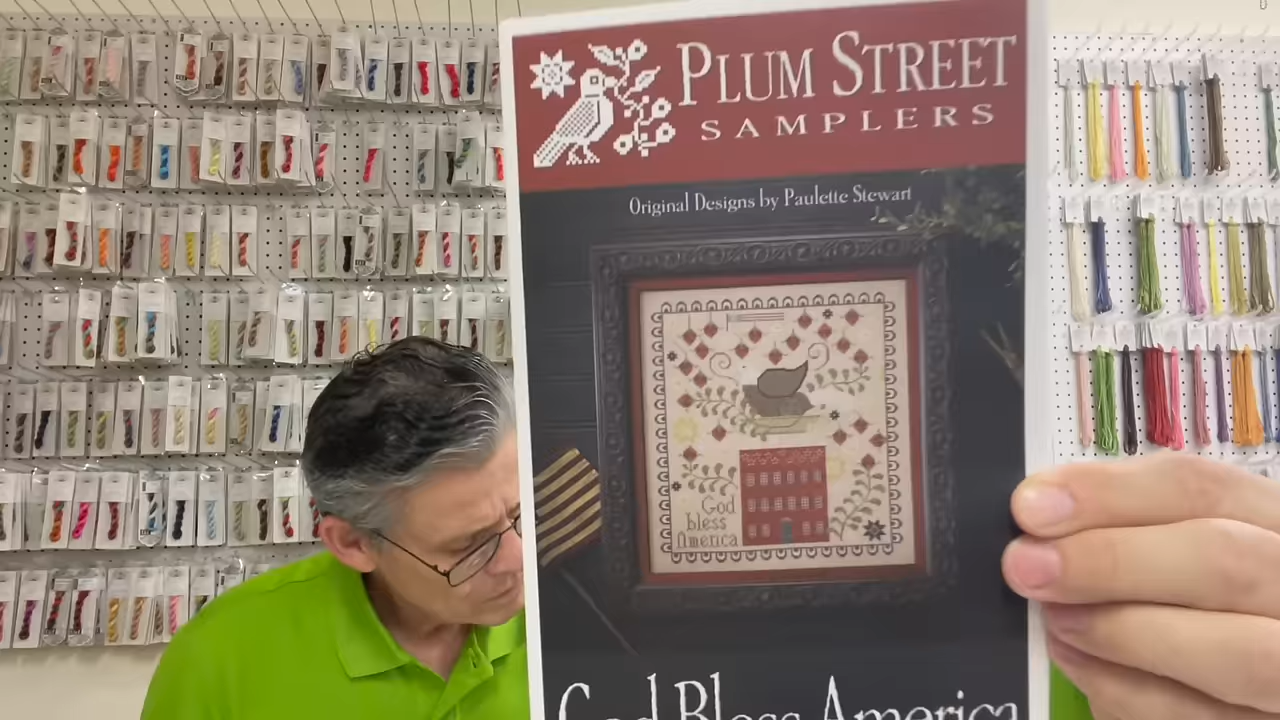 PLUM STREET
SAMPLERS
Original Designs by Paulette Stewart
God
bless
America
God Bless America